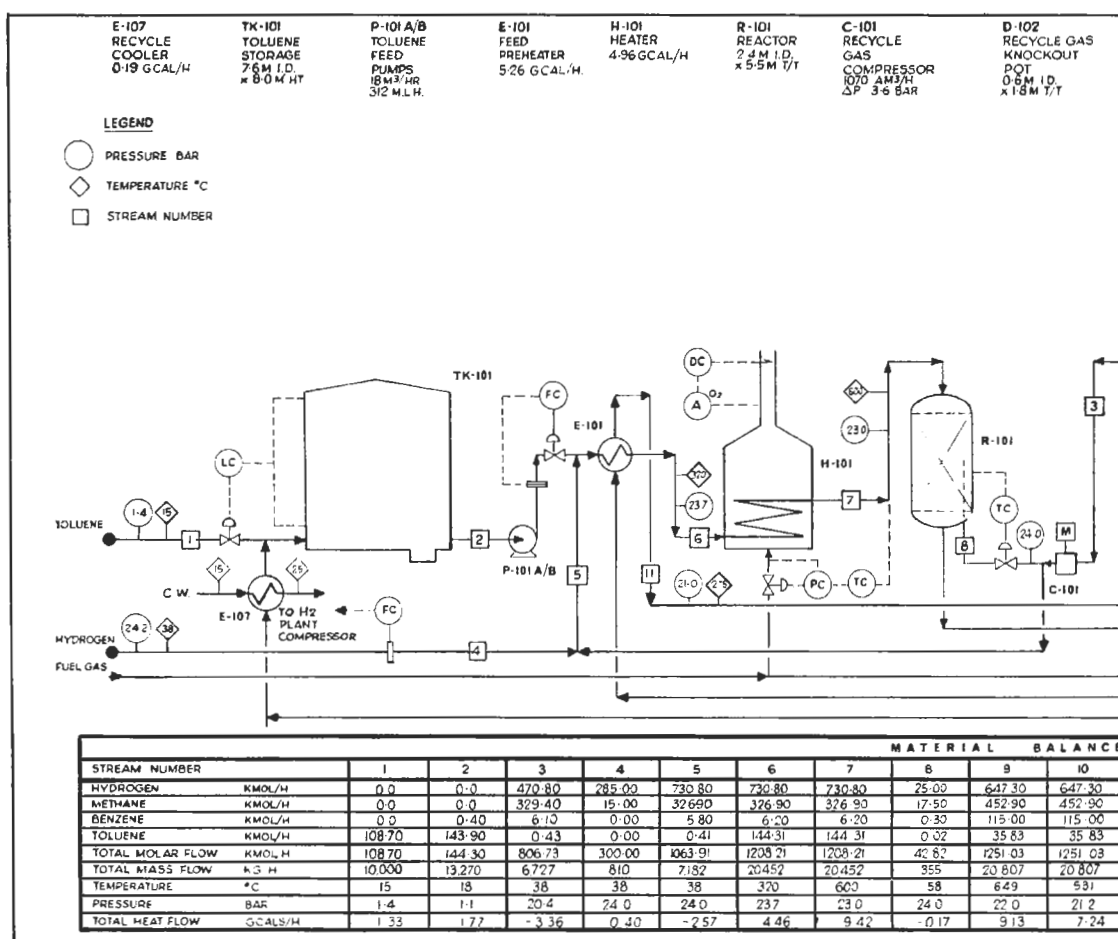 E-107 TK-101 P-101 A/B E-101 H-101 R-101 C-101 D-102
RECYCLE TOLUENE TOLUENE FEED HEATER REACTOR RECYCLE RECYCLE GAS
COOLER STORAGE FEED PREHEATER 4·96 GCAL/H 2·4 M I.D. GAS KNOCKOUT
0·19 GCAL/H 7·6 M I.D. PUMPS 5·26 GCAL/H. x 5·5 M T/T COMPRESSOR POT
x 8·0 M HT 18 M³/HR 1070 AM³/H 0·6M I.D.
312 M.L.H. ΔP 3·6 BAR x 1·8M T/T
LEGEND
PRESSURE BAR
TEMPERATURE °C
STREAM NUMBER
DC
TK-101
FC
A O₂
600
3
E-101
23·0
R-101
LC
H-101
320
1·4 15
23·7
7
TC
TOLUENE
1
2
6
8
24·0
M
P-101 A/B
5
11
C.W.
15
25
PC
TC
21·0
C-101
E-107
TO H2
PLANT
COMPRESSOR
FC
24·2 38
HYDROGEN
4
FUEL GAS
MATERIAL BALANCE
STREAM NUMBER 1 2 3 4 5 6 7 8 9 10
HYDROGEN KMOL/H 0·0 0·0 470·80 285·00 730·80 730·80 730·80 25·00 647·30 647·30
METHANE KMOL/H 0·0 0·0 329·40 15·00 326·90 326·90 326·90 17·50 452·90 452·90
BENZENE KMOL/H 0·0 0·40 6·10 0·00 5·80 6·20 6·20 0·30 115·00 115·00
TOLUENE KMOL/H 108·70 143·90 0·43 0·00 0·41 144·31 144·31 0·02 35·83 35·83
TOTAL MOLAR FLOW KMOL H 108·70 144·30 806·73 300·00 1063·91 1208·21 1208·21 42·82 1251·03 1251·03
TOTAL MASS FLOW KG H 10,000 13,270 6727 810 7,182 20452 20452 355 20 807 20 807
TEMPERATURE °C 15 18 38 38 38 320 600 58 649 531
PRESSURE BAR 1·4 1·1 20·4 24·0 24·0 23·7 23·0 24·0 22·0 21·2
TOTAL HEAT FLOW GCALS/H 1·33 1·77 -3·36 0·40 -2·57 4·46 9·42 -0·17 9·13 7·24